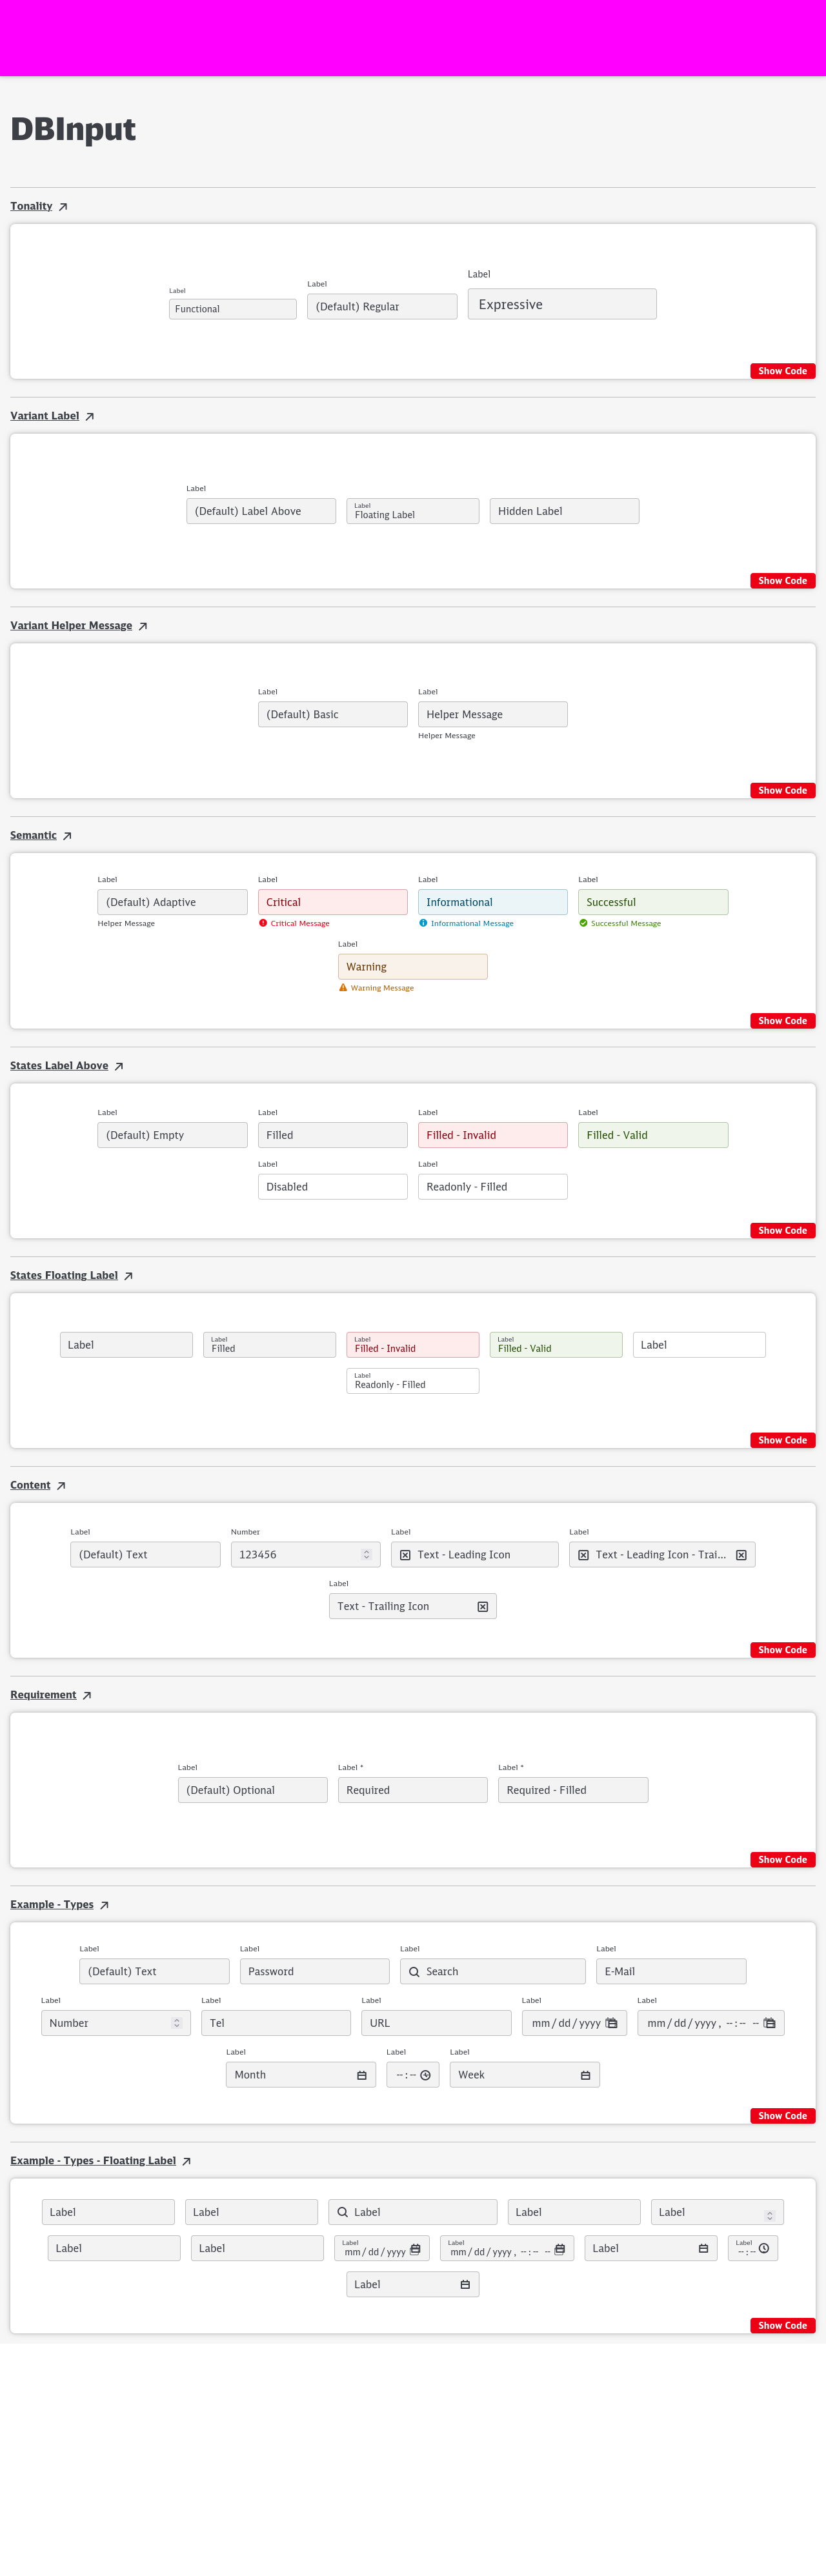 DBInput
Tonality
Label
Label
Label
Functional
(Default) Regular
Expressive
Show Code
Variant Label
Label
(Default) Label Above
Label
Floating Label
Hidden Label
Show Code
Variant Helper Message
Label
Label
(Default) Basic
Helper Message
Helper Message
Show Code
Semantic
Label
Label
Label
Label
(Default) Adaptive
Critical
Informational
Successful
Helper Message
Critical Message
Informational Message
Successful Message
Label
Warning
Warning Message
Show Code
States Label Above
Label
Label
Label
Label
(Default) Empty
Filled
Filled - Invalid
Filled - Valid
Label
Label
Disabled
Readonly - Filled
Show Code
States Floating Label
Label
Label
Filled
Label
Filled - Invalid
Label
Filled - Valid
Label
Label
Readonly - Filled
Show Code
Content
Label
Number
Label
Label
(Default) Text
123456
Text - Leading Icon
Text - Leading Icon - Trai...
Label
Text - Trailing Icon
Show Code
Requirement
Label
Label *
Label *
(Default) Optional
Required
Required - Filled
Show Code
Example - Types
Label
Label
Label
Label
(Default) Text
Password
Search
E-Mail
Label
Label
Label
Label
Label
Number
Tel
URL
mm/dd/yyyy
mm/dd/yyyy, --:-- --
Label
Label
Label
Month
--:--
Week
Show Code
Example - Types - Floating Label
Label
Label
Label
Label
Label
Label
Label
Label
mm/dd/yyyy
Label
mm/dd/yyyy, --:-- --
Label
Label
--:--
Label
Show Code